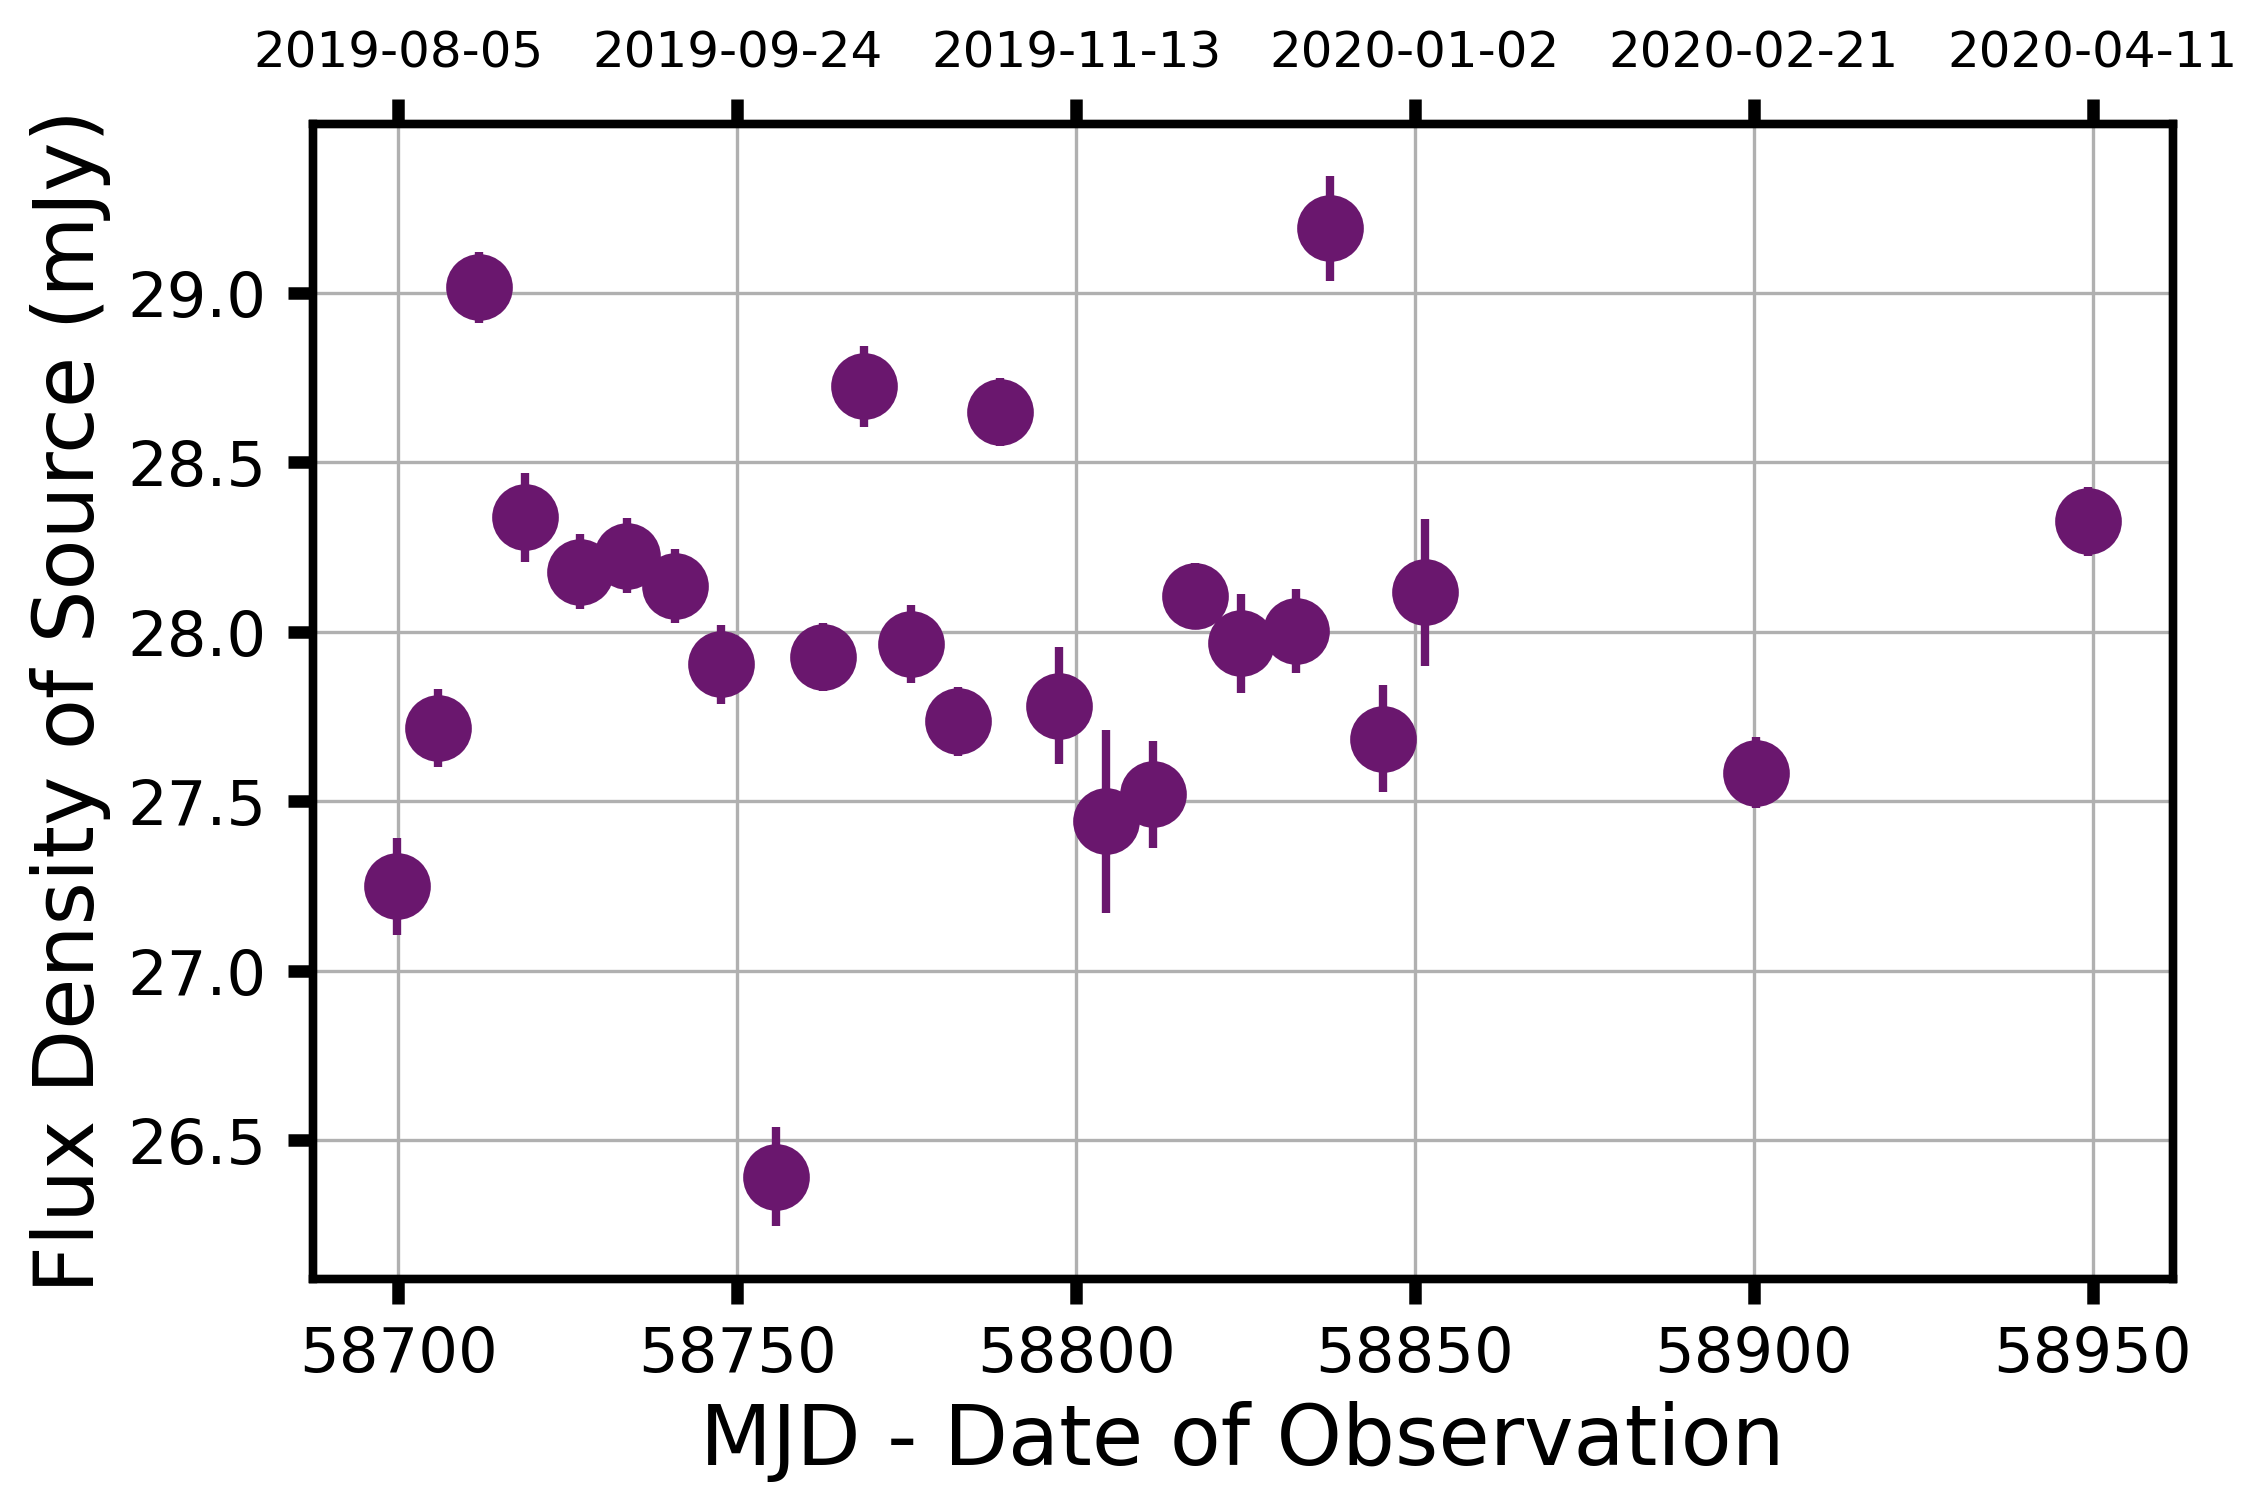 2019-08-05 2019-09-24 2019-11-13 2020-01-02 2020-02-21 2020-04-11
Flux Density of Source (mJy)
29.0
28.5
28.0
27.5
27.0
26.5
58700 58750 58800 58850 58900 58950
MJD - Date of Observation